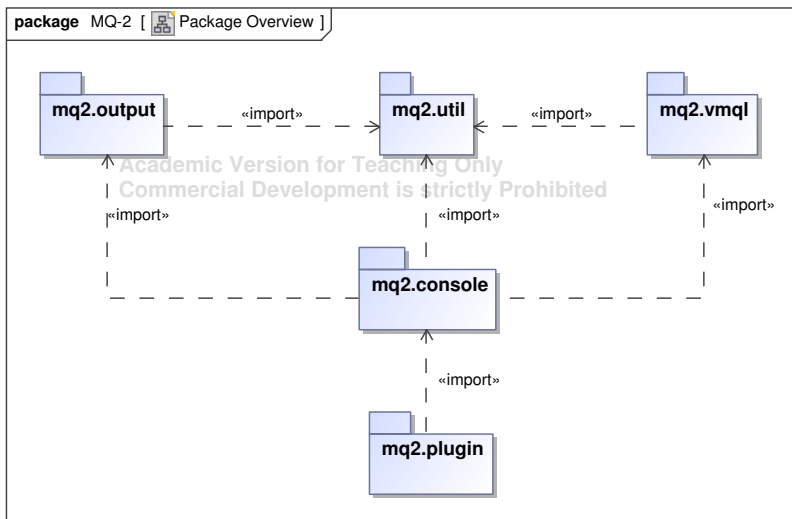 package MQ-2 [ Package Overview ]
mq2.output
«import»
mq2.util
«import»
mq2.vmql
Academic Version for Teaching Only
Commercial Development is strictly Prohibited
«import»
«import»
«import»
mq2.console
«import»
mq2.plugin